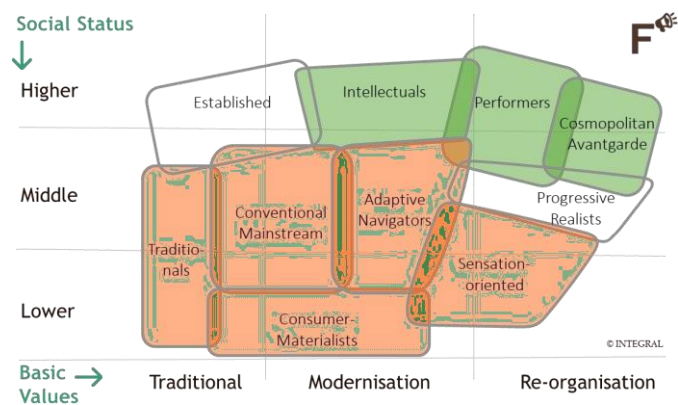 Social Status
F
Higher
Established
Intellectuals
Performers
Cosmopolitan
Avantgarde
Middle
Progressive
Realists
Adaptive
Navigators
Conventional
Mainstream
Traditio-
nals
Sensation-
oriented
Lower
Consumer-
Materialists
© INTEGRAL
Basic
Values
Traditional
Modernisation
Re-organisation